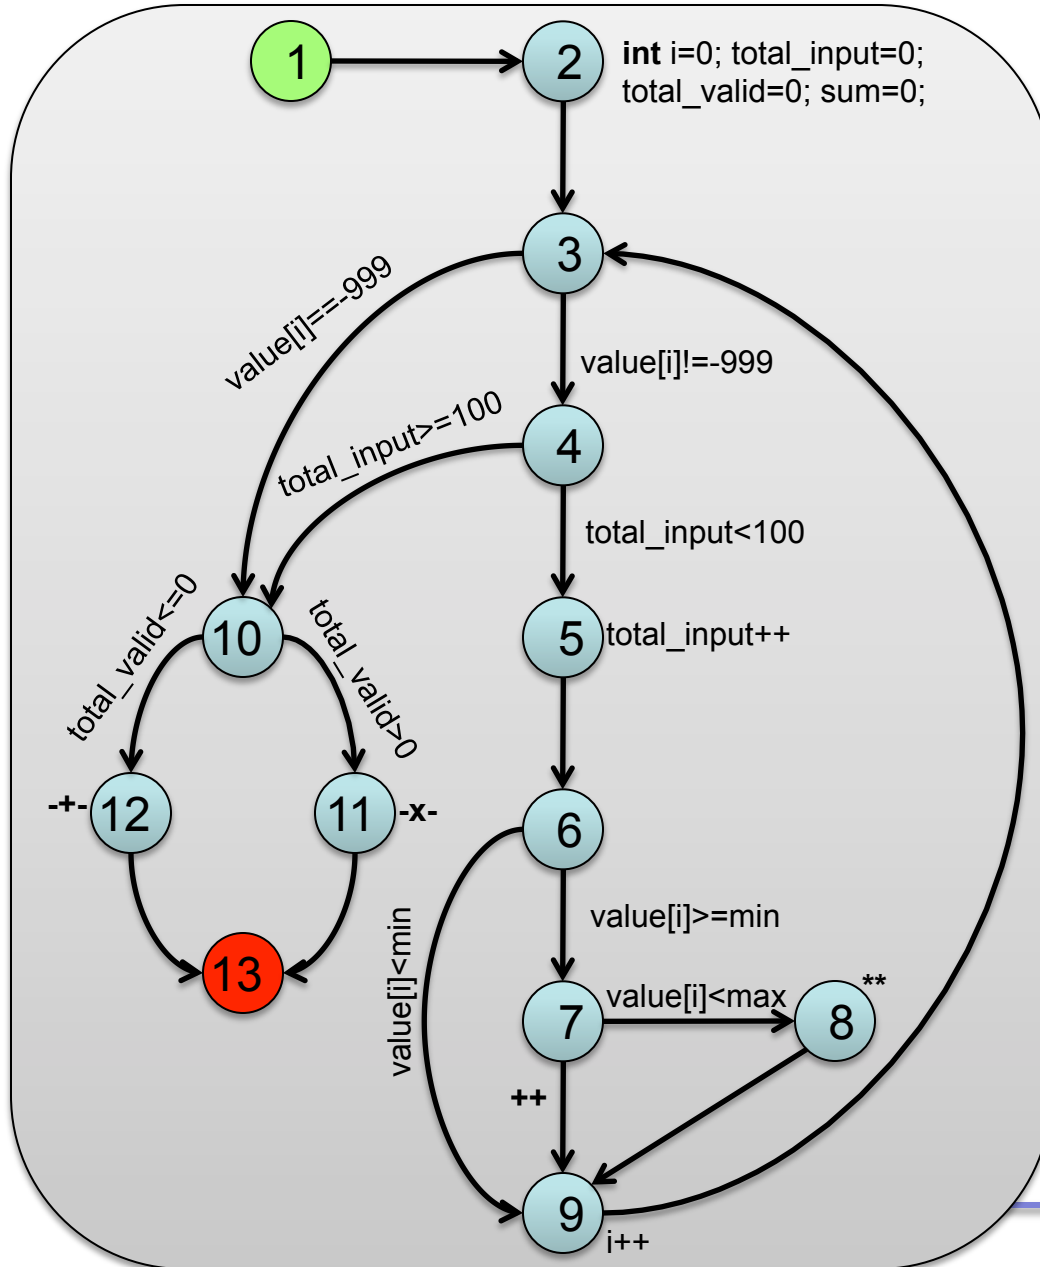 1
2
int i=0; total_input=0;
total_valid=0; sum=0;
3
value[i]==-999
value[i]!=-999
4
total_input>=100
total_input<100
10
5
total_input++
total_valid<=0
total_valid>0
-+-
12
11
-x-
6
value[i]<min
value[i]>=min
13
7
value[i]<max
8
**
++
9
i++